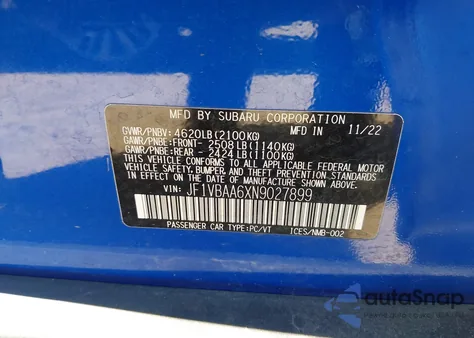 MFD BY SUBARU CORPORATION
GVWR/PNBV: 4620LB(2100KG) IN 11/22
GAWR/PNBE:FRONT- 2508LB(1140KG)
GAWR/PNBE:REAR - 2424LB(1100KG)
THIS VEHICLE CONFORMS TO ALL APPLICABLE FEDERAL MOTOR
VEHICLE SAFETY, BUMPER, AND THEFT PREVENTION STANDARDS
IN EFFECT ON THE DATE OF MANUFACTURE SHOWN ABOVE.
VIN: JF1VBAA6XN9027899
PASSENGER CAR TYPE:PC/VT ICES/NMB-002
autoSnap